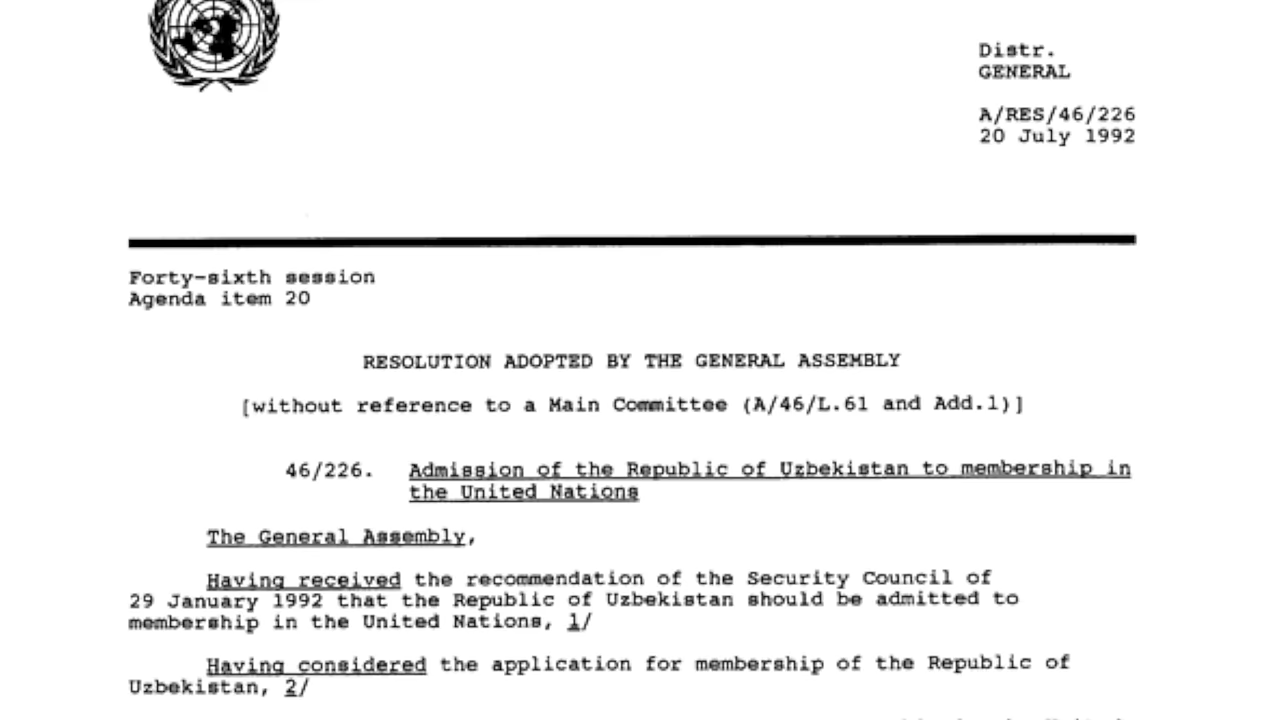 Distr.
GENERAL
A/RES/46/226
20 July 1992
Forty-sixth session
Agenda item 20
RESOLUTION ADOPTED BY THE GENERAL ASSEMBLY
[without reference to a Main Committee (A/46/L.61 and Add.1)]
46/226. Admission of the Republic of Uzbekistan to membership in
the United Nations
The General Assembly,
Having received the recommendation of the Security Council of
29 January 1992 that the Republic of Uzbekistan should be admitted to
membership in the United Nations, 1/
Having considered the application for membership of the Republic of
Uzbekistan, 2/